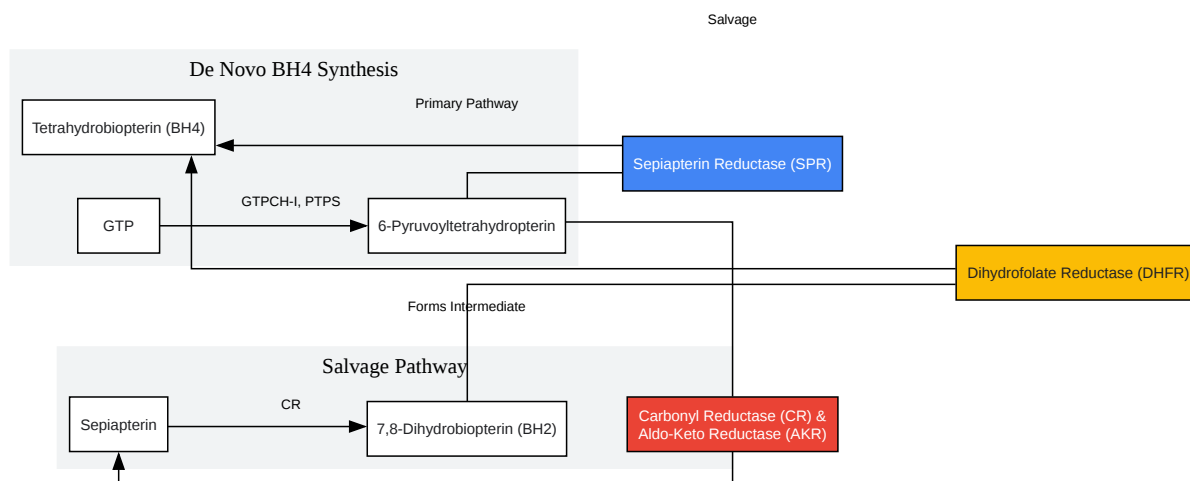 Salvage
De Novo BH4 Synthesis
Tetrahydrobiopterin (BH4)
Primary Pathway
Sepiapterin Reductase (SPR)
GTP
GTPCH-I, PTPS
6-Pyruvoyltetrahydropterin
Dihydrofolate Reductase (DHFR)
Forms Intermediate
Salvage Pathway
Sepiapterin
CR
7,8-Dihydrobiopterin (BH2)
Carbonyl Reductase (CR) &
Aldo-Keto Reductase (AKR)